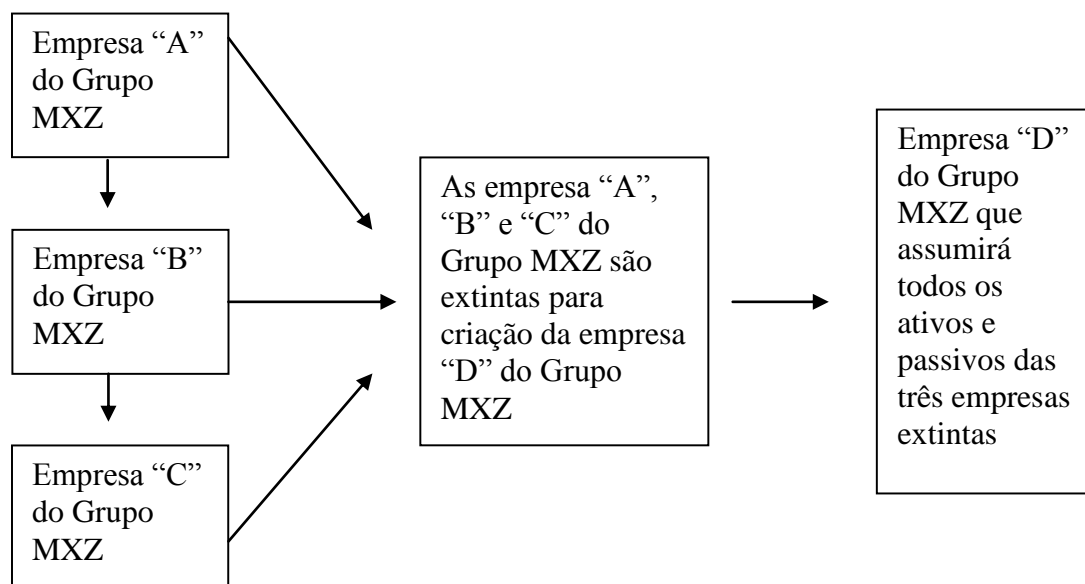 Empresa “A”
do Grupo
MXZ
Empresa “B”
do Grupo
MXZ
Empresa “C”
do Grupo
MXZ
As empresa “A”,
“B” e “C” do
Grupo MXZ são
extintas para
criação da empresa
“D” do Grupo
MXZ
Empresa “D”
do Grupo
MXZ que
assumirá
todos os
ativos e
passivos das
três empresas
extintas